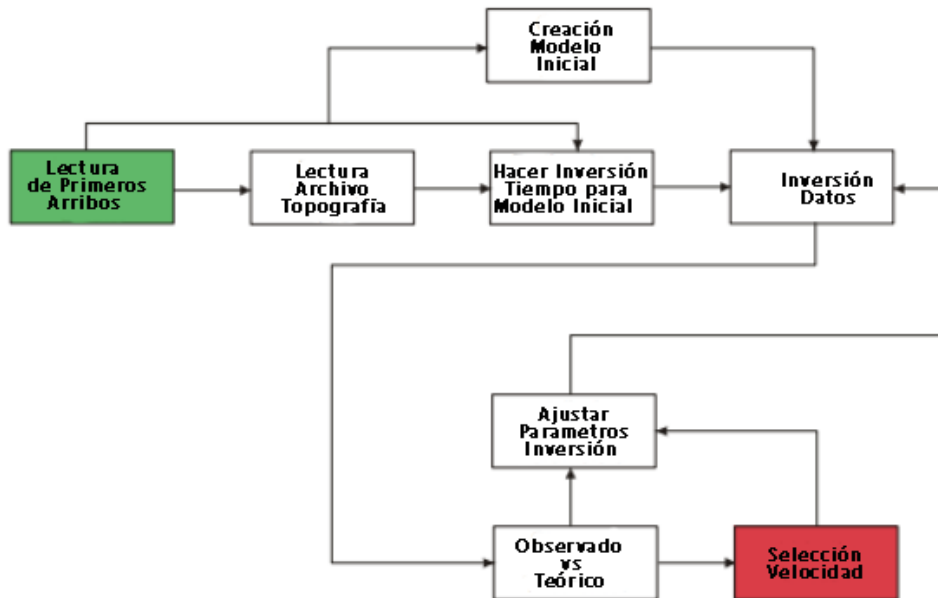 Creación
Modelo
Inicial
Lectura
de Primeros
Arribos
Lectura
Archivo
Topografía
Hacer Inversión
Tiempo para
Modelo Inicial
Inversión
Datos
Ajustar
Parametros
Inversión
Observado
vs
Teórico
Selección
Velocidad